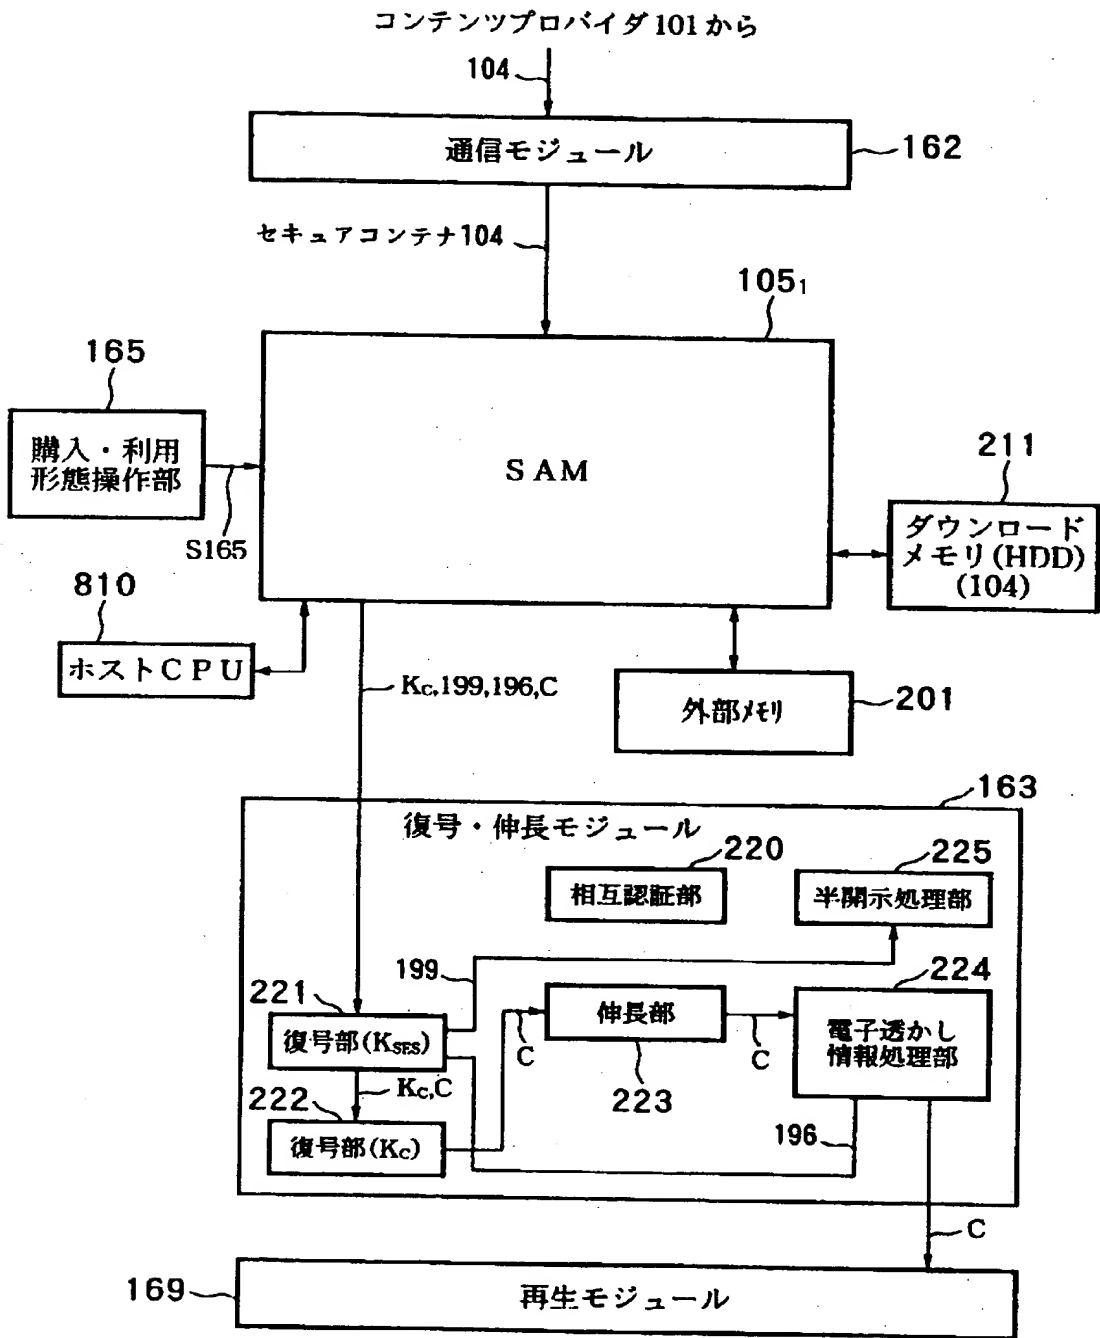 コンテンツプロバイダ101から
104
通信モジュール
162
セキュアコンテナ104
105₁
165
購入・利用
形態操作部
S165
SAM
211
ダウンロード
メモリ(HDD)
(104)
810
ホストCPU
Kc,199,196,C
外部メモリ
201
163
復号・伸長モジュール
220
225
相互認証部
半開示処理部
199
224
221
復号部(KSES)
C
伸長部
C
電子透かし
情報処理部
Kc,C
223
222
復号部(Kc)
196
C
169
再生モジュール